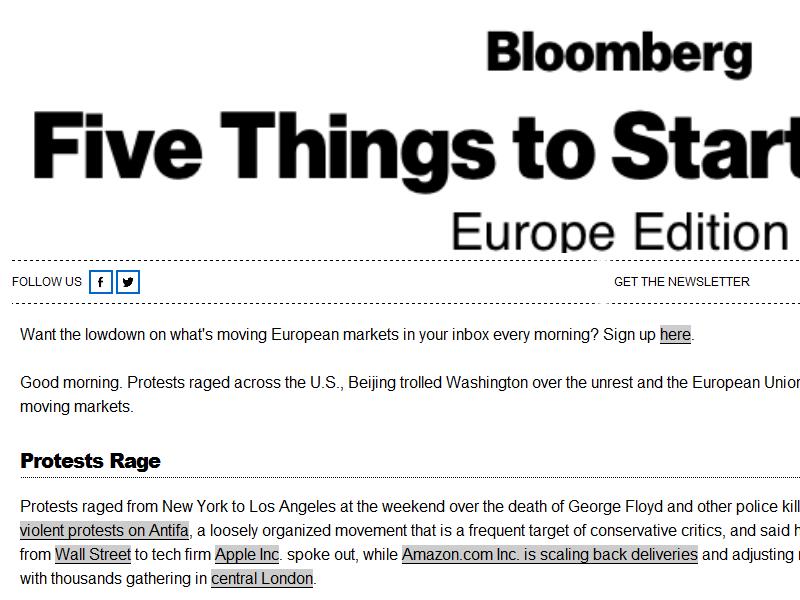 Bloomberg
Five Things to Start
Europe Edition
FOLLOW US
GET THE NEWSLETTER
Want the lowdown on what's moving European markets in your inbox every morning? Sign up here.
Good morning. Protests raged across the U.S., Beijing trolled Washington over the unrest and the European Union
moving markets.
Protests Rage
Protests raged from New York to Los Angeles at the weekend over the death of George Floyd and other police
violent protests on Antifa, a loosely organized movement that is a frequent target of conservative critics, and said
from Wall Street to tech firm Apple Inc. spoke out, while Amazon.com Inc. is scaling back deliveries and adjusting
with thousands gathering in central London.